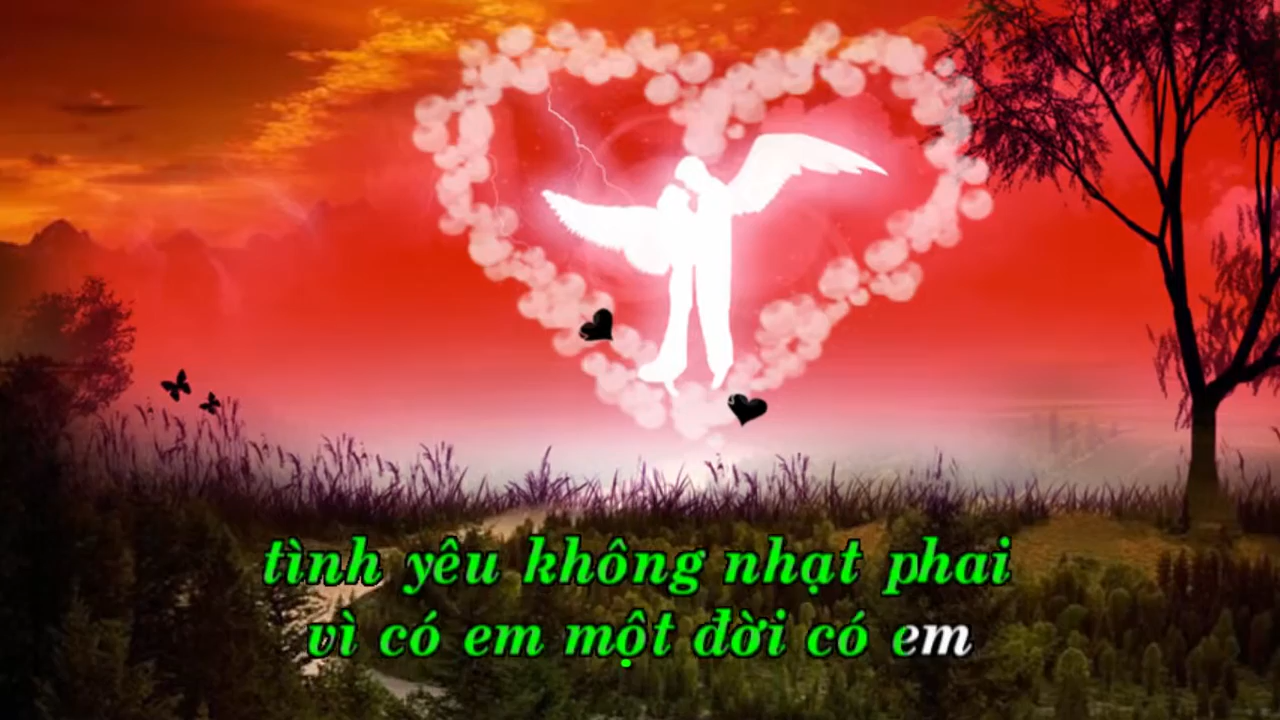 tình yêu không nhạt phai
vì có em một đời có em